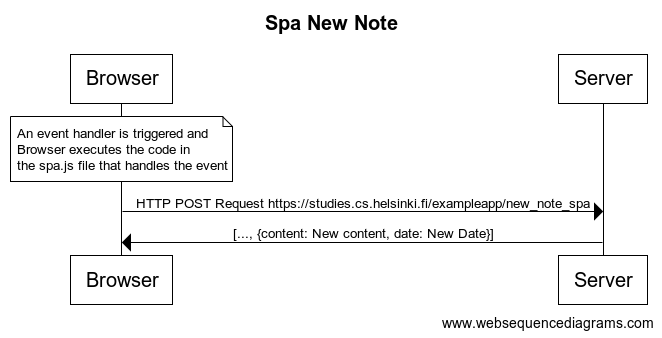 Spa New Note
Browser
Server
An event handler is triggered and
Browser executes the code in
the spa.js file that handles the event
HTTP POST Request https://studies.cs.helsinki.fi/exampleapp/new_note_spa
[..., {content: New content, date: New Date}]
Browser
Server
www.websequencediagrams.com